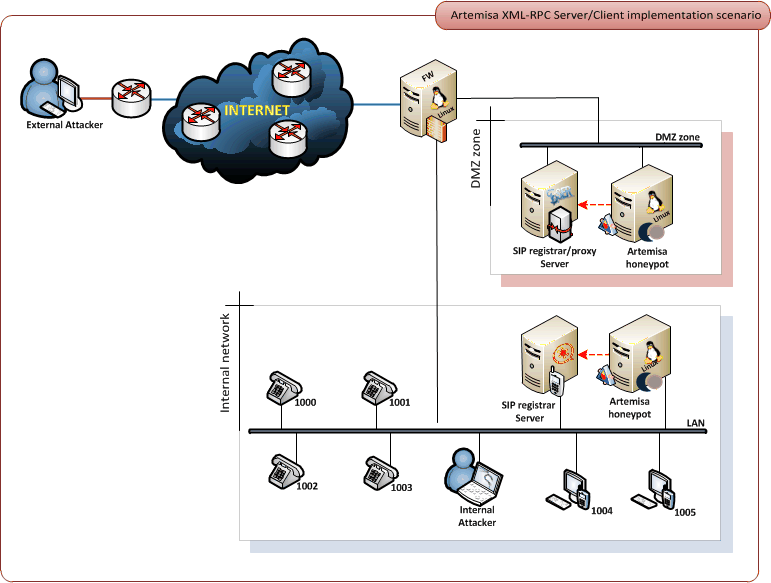 Artemisa XML-RPC Server/Client implementation scenario
External Attacker
INTERNET
FW
Linux
DMZ zone
DMZ zone
SIP registrar/proxy
Server
Linux
Artemisa
honeypot
Internal network
1000
1001
SIP registrar
Server
Linux
Artemisa
honeypot
LAN
1002
1003
Internal
Attacker
1004
1005